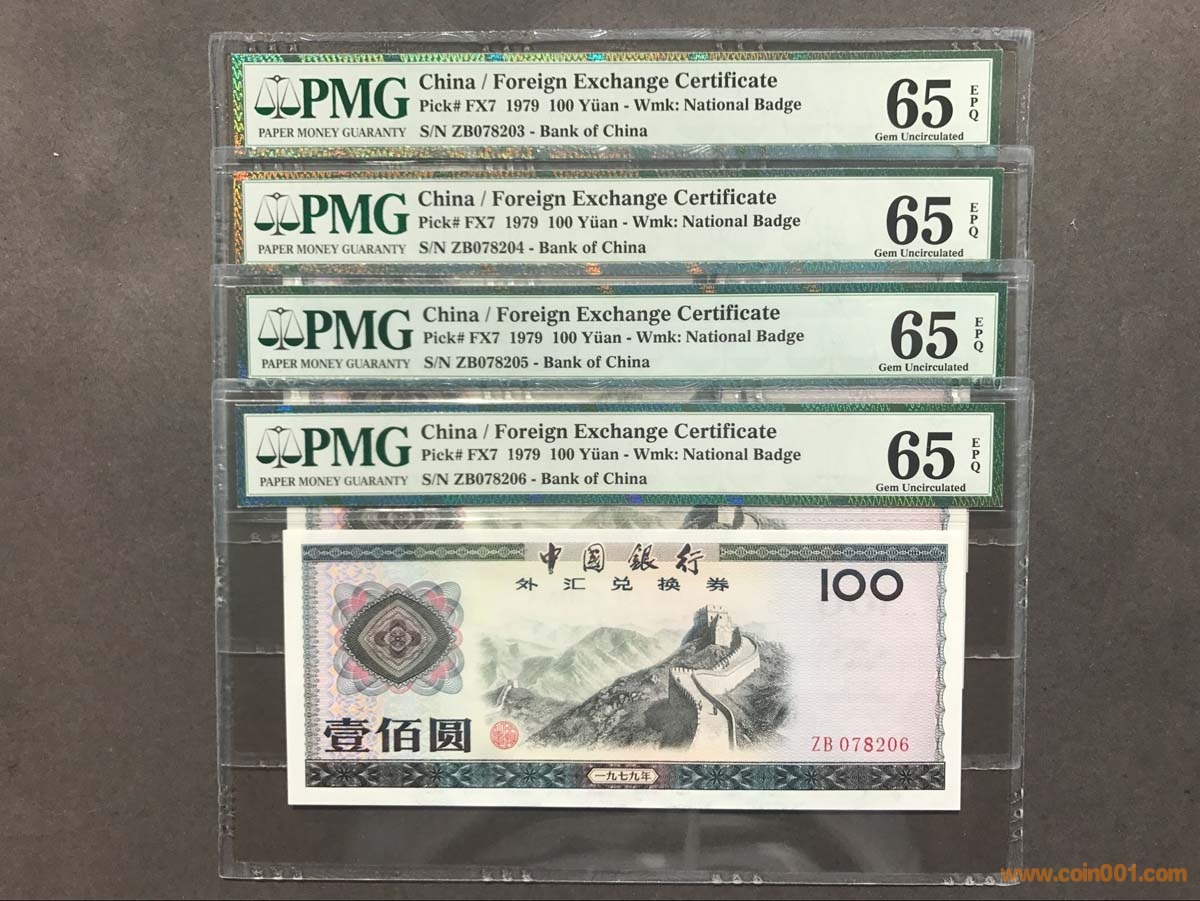 PMG
PAPER MONEY GUARANTY
China / Foreign Exchange Certificate
Pick# FX7 1979 100 Yüan - Wmk: National Badge
S/N ZB078203 - Bank of China
65
EPQ
Gem Uncirculated
PMG
PAPER MONEY GUARANTY
China / Foreign Exchange Certificate
Pick# FX7 1979 100 Yüan - Wmk: National Badge
S/N ZB078204 - Bank of China
65
EPQ
Gem Uncirculated
PMG
PAPER MONEY GUARANTY
China / Foreign Exchange Certificate
Pick# FX7 1979 100 Yüan - Wmk: National Badge
S/N ZB078205 - Bank of China
65
EPQ
Gem Uncirculated
PMG
PAPER MONEY GUARANTY
China / Foreign Exchange Certificate
Pick# FX7 1979 100 Yüan - Wmk: National Badge
S/N ZB078206 - Bank of China
65
EPQ
Gem Uncirculated
中國銀行
外汇兑换券
100
壹佰圆
ZB 078206
一九七九年
www.coin001.com